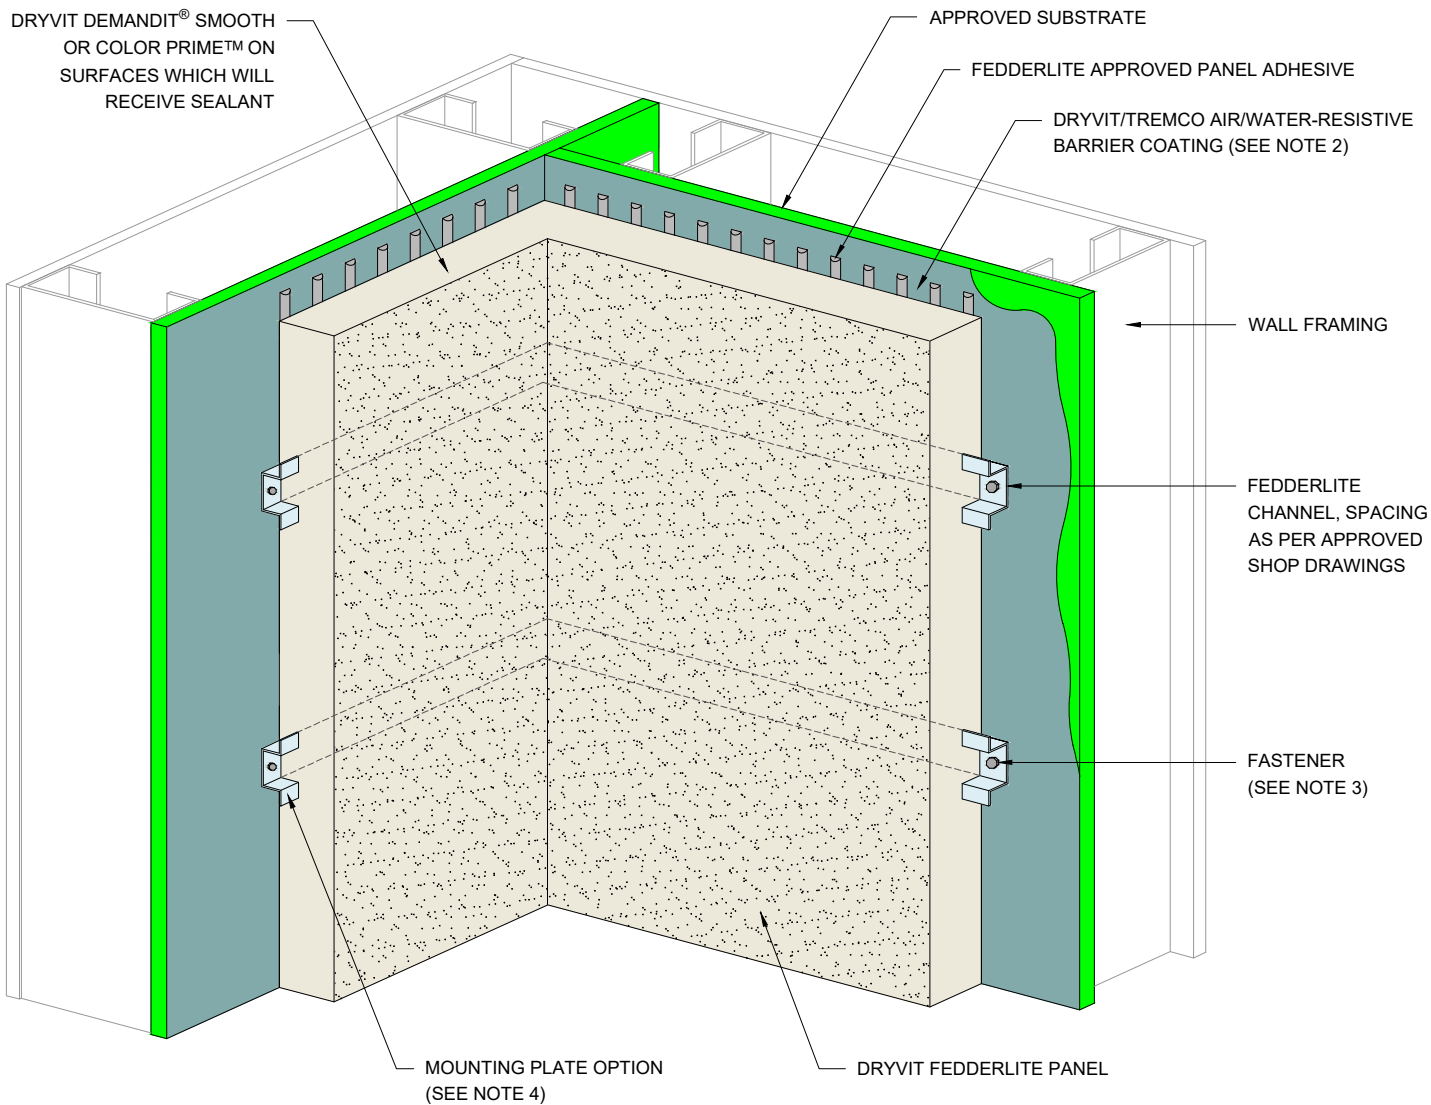 DRYVIT DEMANDIT® SMOOTH
OR COLOR PRIME™ ON
SURFACES WHICH WILL
RECEIVE SEALANT
APPROVED SUBSTRATE
FEDDERLITE APPROVED PANEL ADHESIVE
DRYVIT/TREMCO AIR/WATER-RESISTIVE
BARRIER COATING (SEE NOTE 2)
WALL FRAMING
FEDDERLITE
CHANNEL, SPACING
AS PER APPROVED
SHOP DRAWINGS
FASTENER
(SEE NOTE 3)
MOUNTING PLATE OPTION
(SEE NOTE 4)
DRYVIT FEDDERLITE PANEL